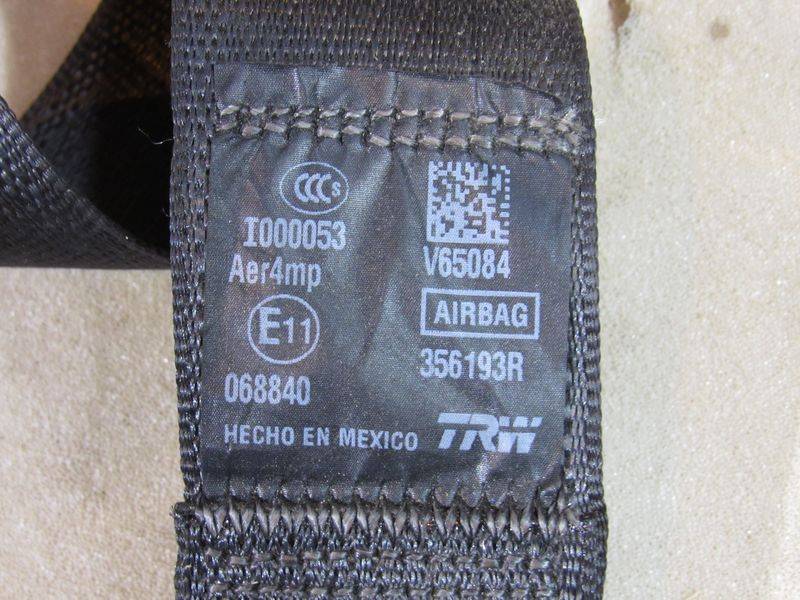 CCC S
I000053
Aer4mp
E11
068840
HECHO EN MEXICO
V65084
AIRBAG
356193R
TRW